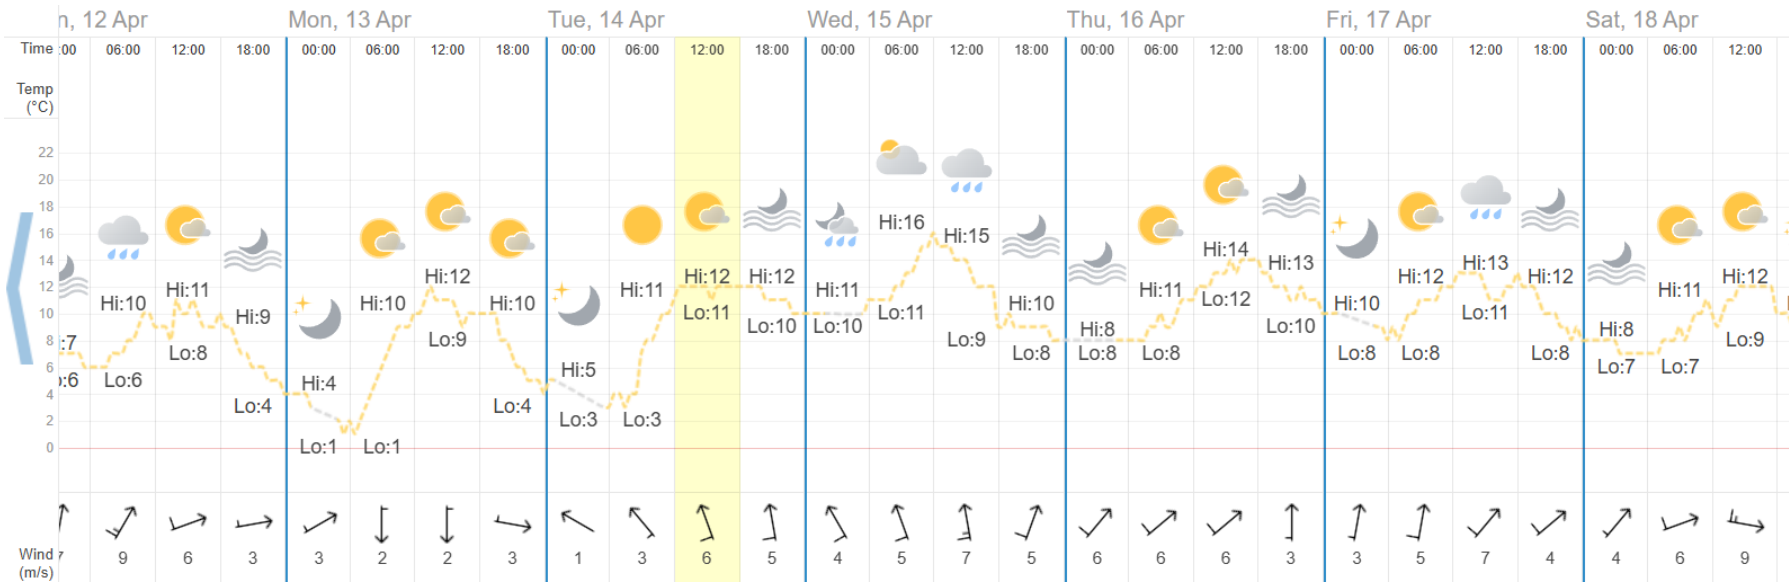 n, 12 Apr Mon, 13 Apr Tue, 14 Apr Wed, 15 Apr Thu, 16 Apr Fri, 17 Apr Sat, 18 Apr
Time :00 06:00 12:00 18:00 00:00 06:00 12:00 18:00 00:00 06:00 12:00 18:00 00:00 06:00 12:00 18:00 00:00 06:00 12:00 18:00 00:00 06:00 12:00 18:00 00:00 06:00 12:00
Temp
(°C)
22
20
18
16
14
12
10
8
6
4
2
0
:7 Hi:10 Hi:11 Hi:9 Hi:4 Hi:10 Hi:12 Hi:10 Hi:5 Hi:11 Hi:12 Hi:12 Hi:11 Hi:16 Hi:15 Hi:10 Hi:8 Hi:11 Hi:14 Hi:13 Hi:10 Hi:12 Hi:13 Hi:12 Hi:8 Hi:11 Hi:12
:6 Lo:6 Lo:8 Lo:4 Lo:1 Lo:1 Lo:9 Lo:4 Lo:3 Lo:3 Lo:11 Lo:10 Lo:10 Lo:11 Lo:9 Lo:8 Lo:8 Lo:8 Lo:12 Lo:10 Lo:8 Lo:8 Lo:11 Lo:8 Lo:7 Lo:7 Lo:9
Wind
(m/s)
7 9 6 3 3 2 2 3 1 3 6 5 4 5 7 5 6 6 6 3 3 5 7 4 4 6 9